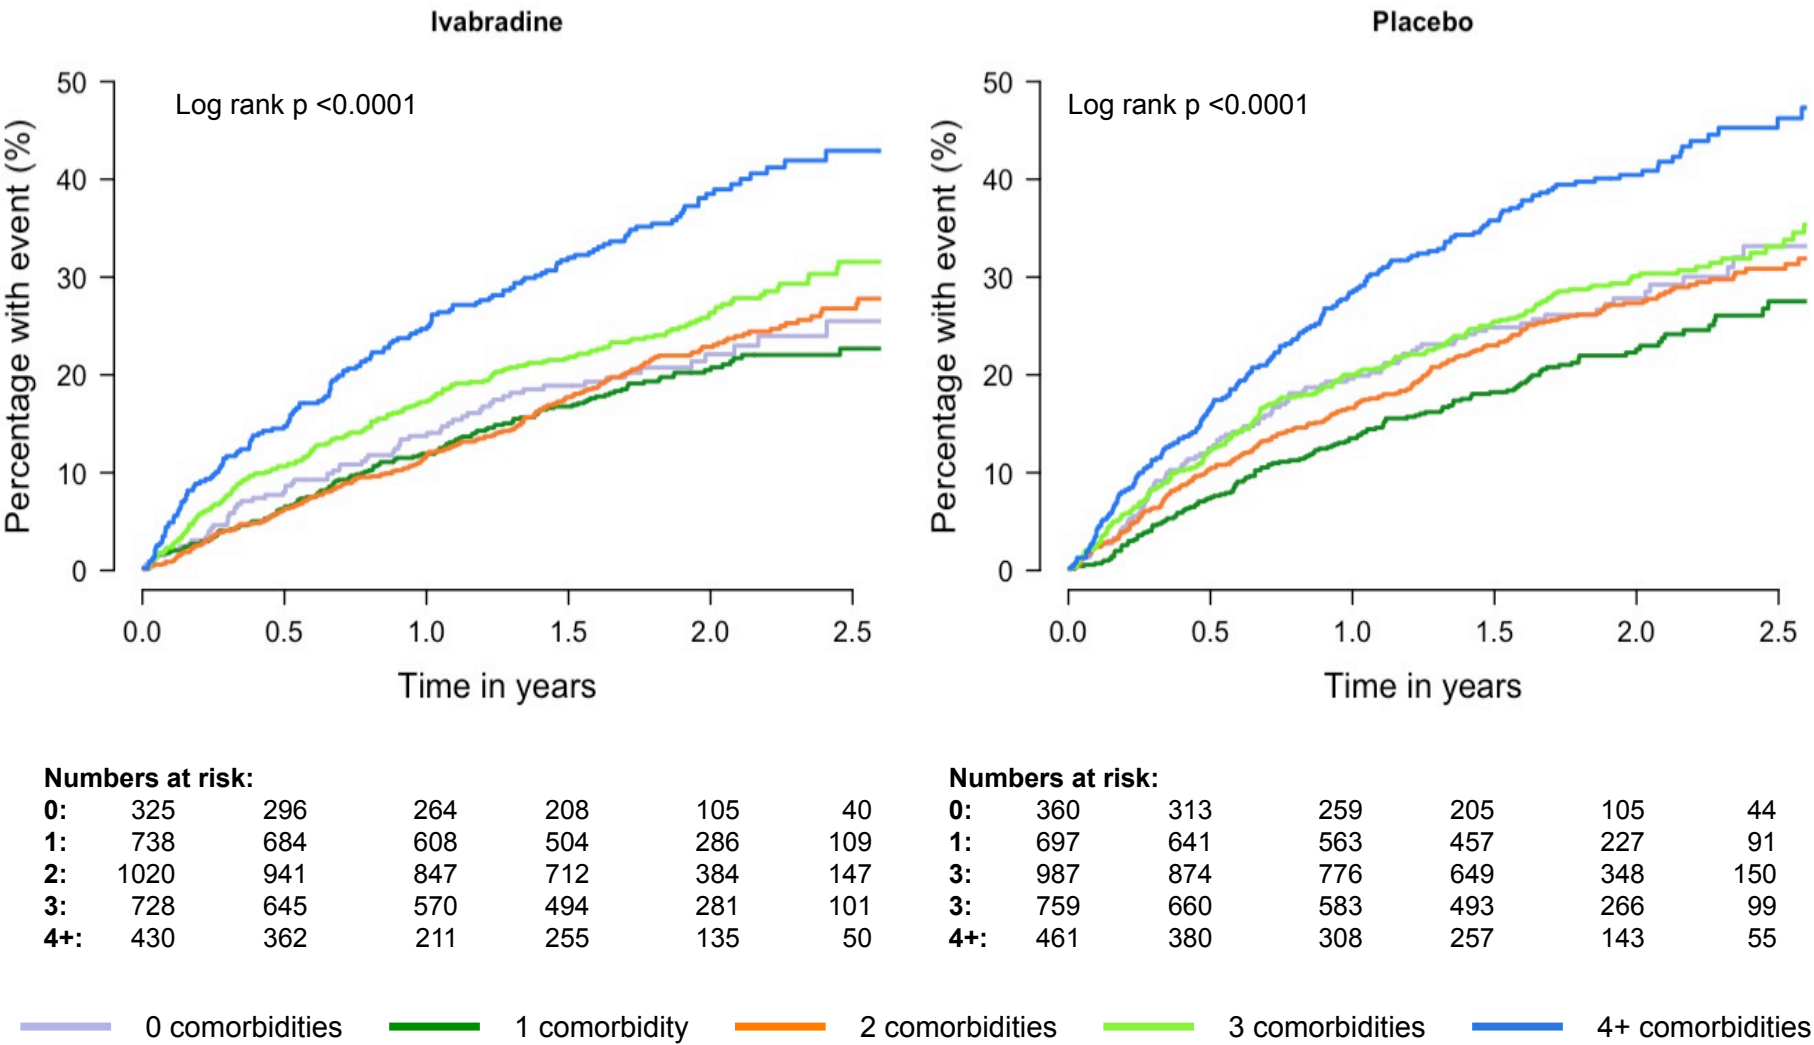 Ivabradine
Placebo
Log rank p <0.0001
Log rank p <0.0001
Percentage with event (%)
50
40
30
20
10
0
0.0 0.5 1.0 1.5 2.0 2.5
Time in years
Percentage with event (%)
50
40
30
20
10
0
0.0 0.5 1.0 1.5 2.0 2.5
Time in years
Numbers at risk:
0: 325 296 264 208 105 40
1: 738 684 608 504 286 109
2: 1020 941 847 712 384 147
3: 728 645 570 494 281 101
4+: 430 362 211 255 135 50
Numbers at risk:
0: 360 313 259 205 105 44
1: 697 641 563 457 227 91
3: 987 874 776 649 348 150
3: 759 660 583 493 266 99
4+: 461 380 308 257 143 55
0 comorbidities 1 comorbidity 2 comorbidities 3 comorbidities 4+ comorbidities